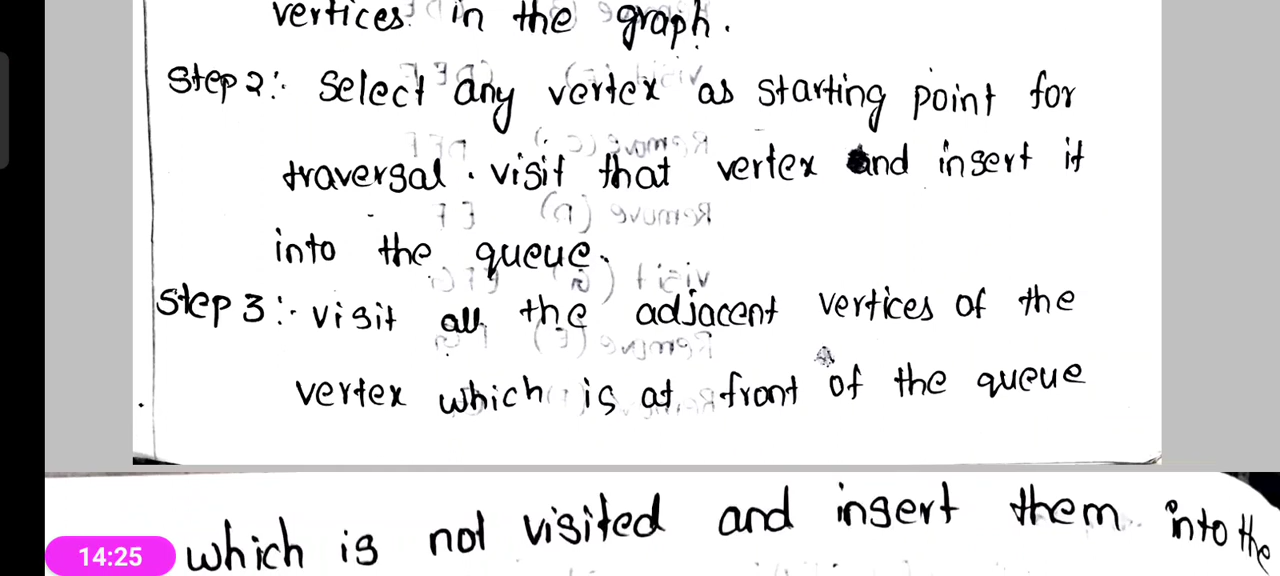 vertices in the graph.
Step 2:- Select any vertex as starting point for
traversal. visit that vertex and insert it
into the queue.
Step 3:- visit all the adjacent vertices of the
vertex which is at front of the queue
which is not visited and insert them into the
14:25